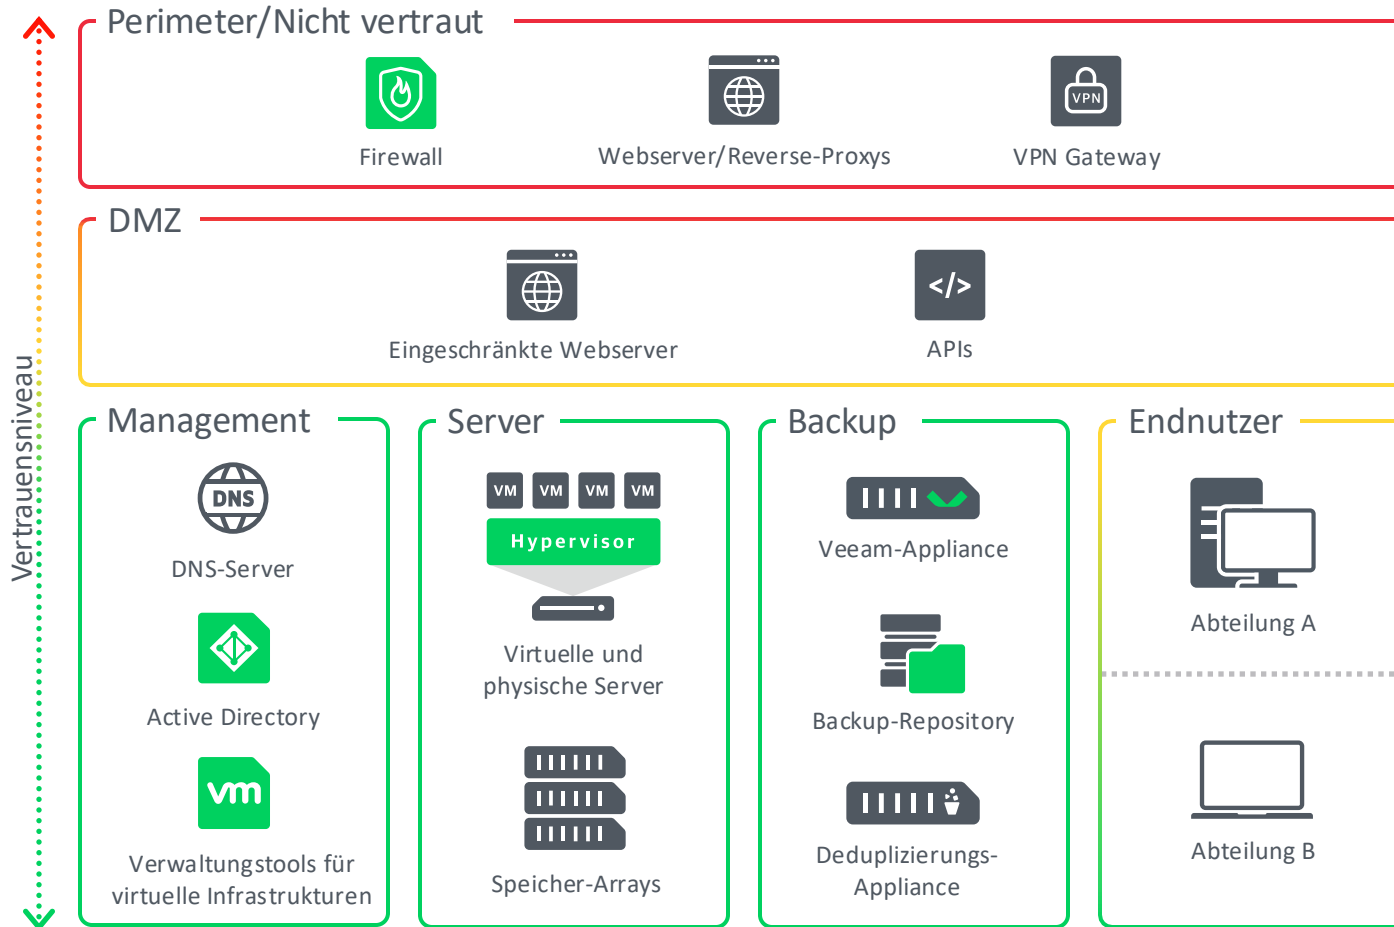 Perimeter/Nicht vertraut
Firewall
Webserver/Reverse-Proxys
VPN
VPN Gateway
DMZ
Eingeschränkte Webserver
</>
APIs
Vertrauensniveau
Management
DNS
DNS-Server
Active Directory
vm
Verwaltungstools für
virtuelle Infrastrukturen
Server
VM VM VM VM
Hypervisor
Virtuelle und
physische Server
Speicher-Arrays
Backup
Veeam-Appliance
Backup-Repository
Deduplizierungs-
Appliance
Endnutzer
Abteilung A
Abteilung B